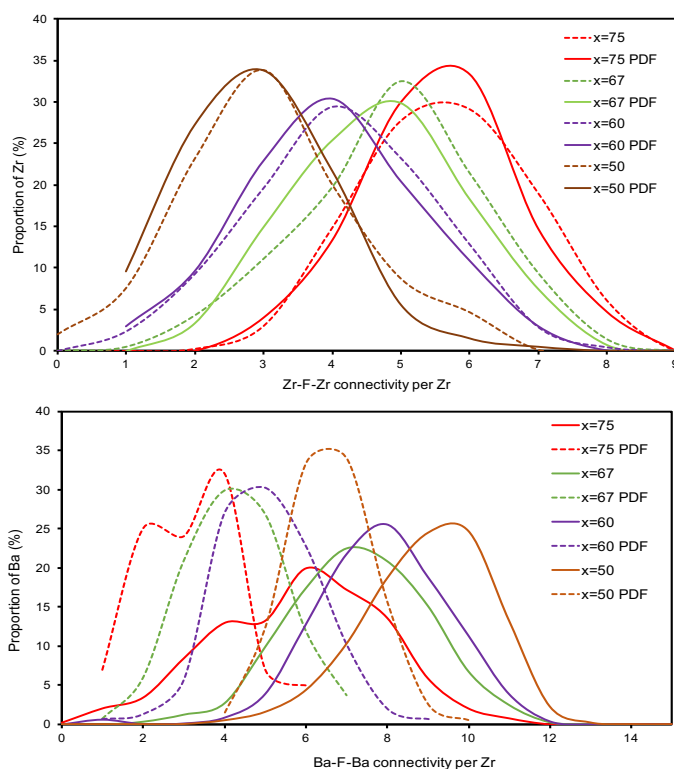 40
35
30
25
20
15
10
5
0
Proportion of Zr (%)
x=75
x=75 PDF
x=67
x=67 PDF
x=60
x=60 PDF
x=50
x=50 PDF
0 1 2 3 4 5 6 7 8 9
Zr-F-Zr connectivity per Zr
40
35
30
25
20
15
10
5
0
Proportion of Ba (%)
x=75
x=75 PDF
x=67
x=67 PDF
x=60
x=60 PDF
x=50
x=50 PDF
0 2 4 6 8 10 12 14
Ba-F-Ba connectivity per Zr